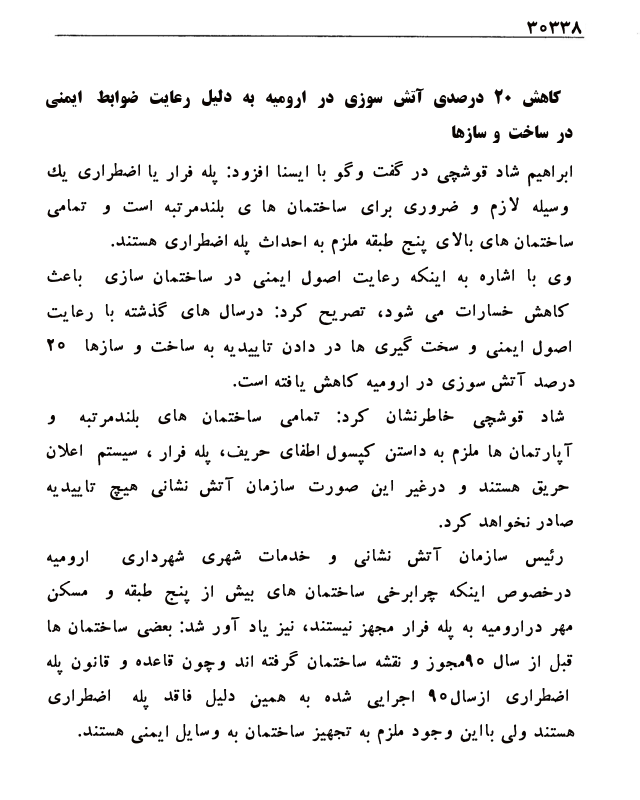 ۳۰۳۳۸
کاهش ۲۰ درصدی آتش سوزی در ارومیه به دلیل رعایت ضوابط ایمنی
در ساخت و سازها
ابراهیم شاد قوشچی در گفت وگو با ایسنا افزود: پله فرار یا اضطراری یك
وسیله لازم و ضروری برای ساختمان ها ی بلندمرتبه است و تمامی
ساختمان های بالای پنج طبقه ملزم به احداث پله اضطراری هستند.
وی با اشاره به اینکه رعایت اصول ایمنی در ساختمان سازی باعث
کاهش خسارات می شود، تصریح کرد: درسال های گذشته با رعایت
اصول ایمنی و سخت گیری ها در دادن تاییدیه به ساخت و سازها ۲۰
درصد آتش سوزی در ارومیه کاهش یافته است.
شاد قوشچی خاطرنشان کرد: تمامی ساختمان های بلندمرتبه و
آپارتمان ها ملزم به داستن کپسول اطفای حریف، پله فرار ، سیستم اعلان
حریق هستند و درغیر این صورت سازمان آتش نشانی هیچ تاییدیه
صادر نخواهد کرد.
رئیس سازمان آتش نشانی و خدمات شهری شهرداری ارومیه
درخصوص اینکه چرابرخی ساختمان های بیش از پنج طبقه و مسکن
مهر درارومیه به پله فرار مجهز نیستند، نیز یاد آور شد: بعضی ساختمان ها
قبل از سال ۹۰مجوز و نقشه ساختمان گرفته اند وچون قاعده و قانون پله
اضطراری ازسال۹۰ اجرایی شده به همین دلیل فاقد پله اضطراری
هستند ولی بااین وجود ملزم به تجهیز ساختمان به وسایل ایمنی هستند.